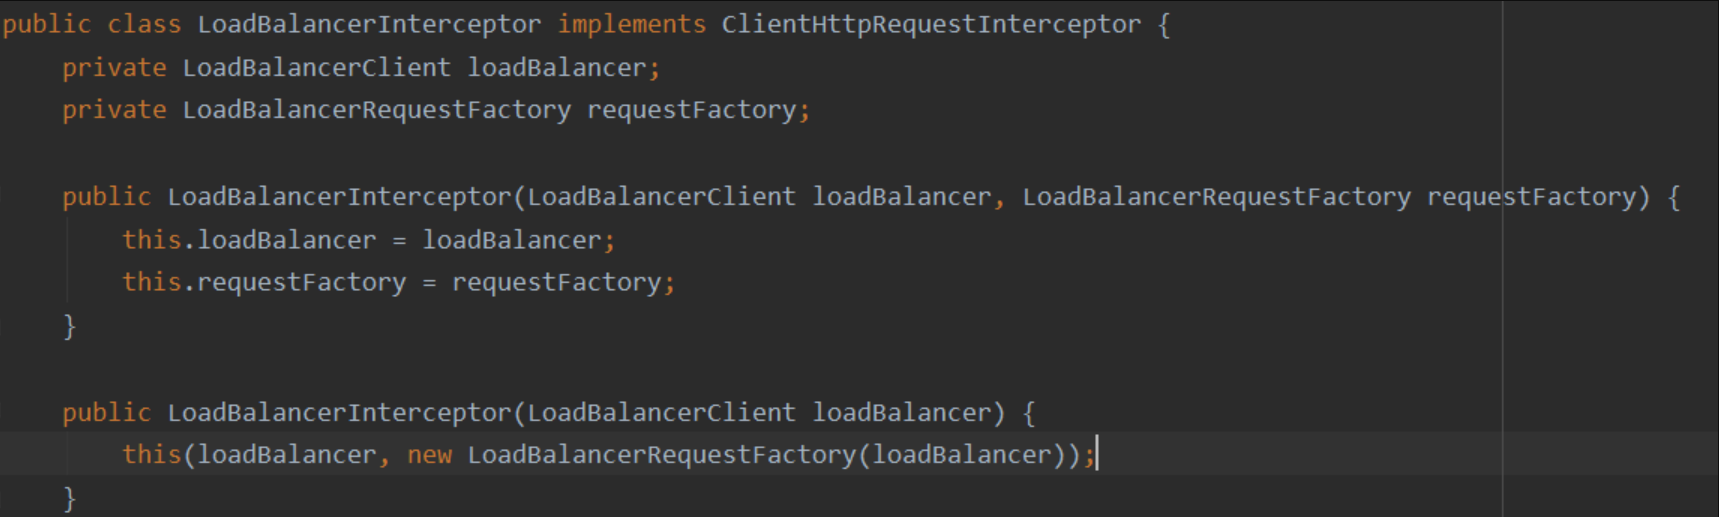 public class LoadBalancerInterceptor implements ClientHttpRequestInterceptor {
    private LoadBalancerClient loadBalancer;
    private LoadBalancerRequestFactory requestFactory;

    public LoadBalancerInterceptor(LoadBalancerClient loadBalancer, LoadBalancerRequestFactory requestFactory) {
        this.loadBalancer = loadBalancer;
        this.requestFactory = requestFactory;
    }

    public LoadBalancerInterceptor(LoadBalancerClient loadBalancer) {
        this(loadBalancer, new LoadBalancerRequestFactory(loadBalancer));
    }